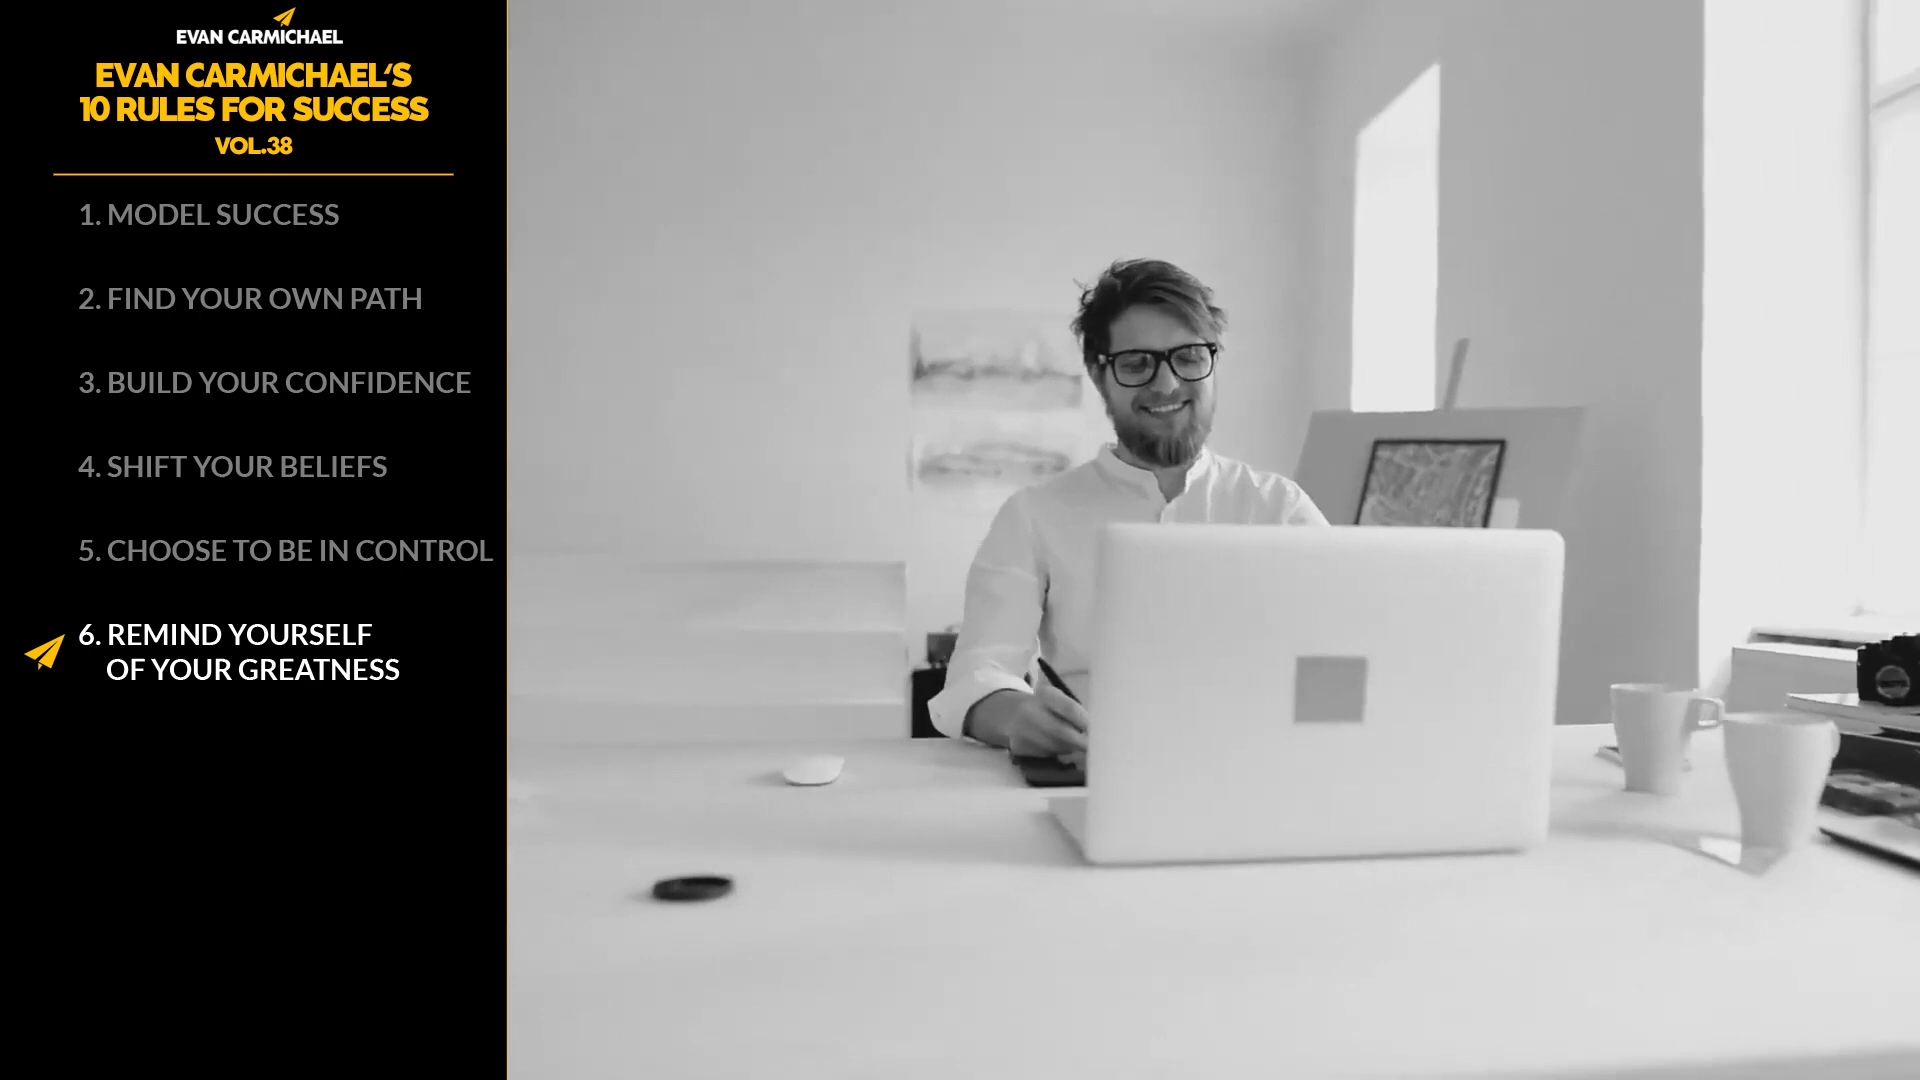 EVAN CARMICHAEL
EVAN CARMICHAEL'S
10 RULES FOR SUCCESS
VOL.38
1. MODEL SUCCESS
2. FIND YOUR OWN PATH
3. BUILD YOUR CONFIDENCE
4. SHIFT YOUR BELIEFS
5. CHOOSE TO BE IN CONTROL
6. REMIND YOURSELF
OF YOUR GREATNESS